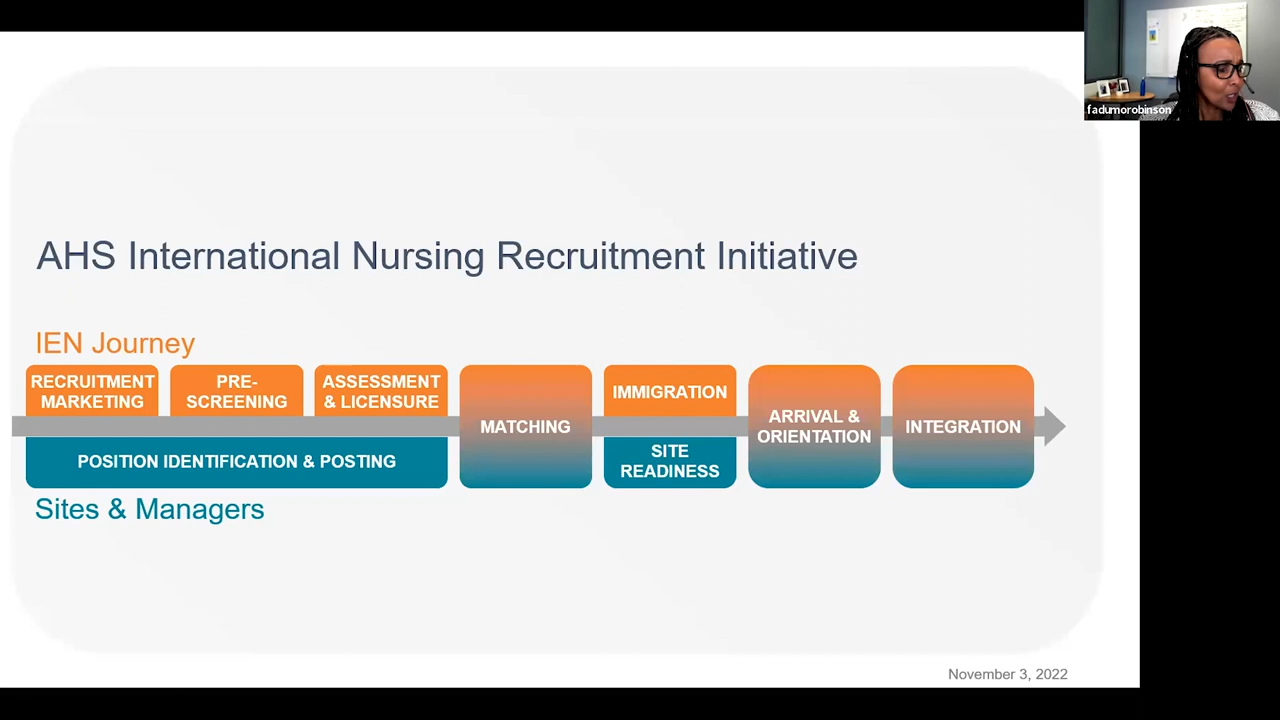 fadumorobinson
AHS International Nursing Recruitment Initiative
IEN Journey
RECRUITMENT
MARKETING
PRE-
SCREENING
ASSESSMENT
& LICENSURE
MATCHING
IMMIGRATION
ARRIVAL &
ORIENTATION
INTEGRATION
POSITION IDENTIFICATION & POSTING
SITE
READINESS
Sites & Managers
November 3, 2022